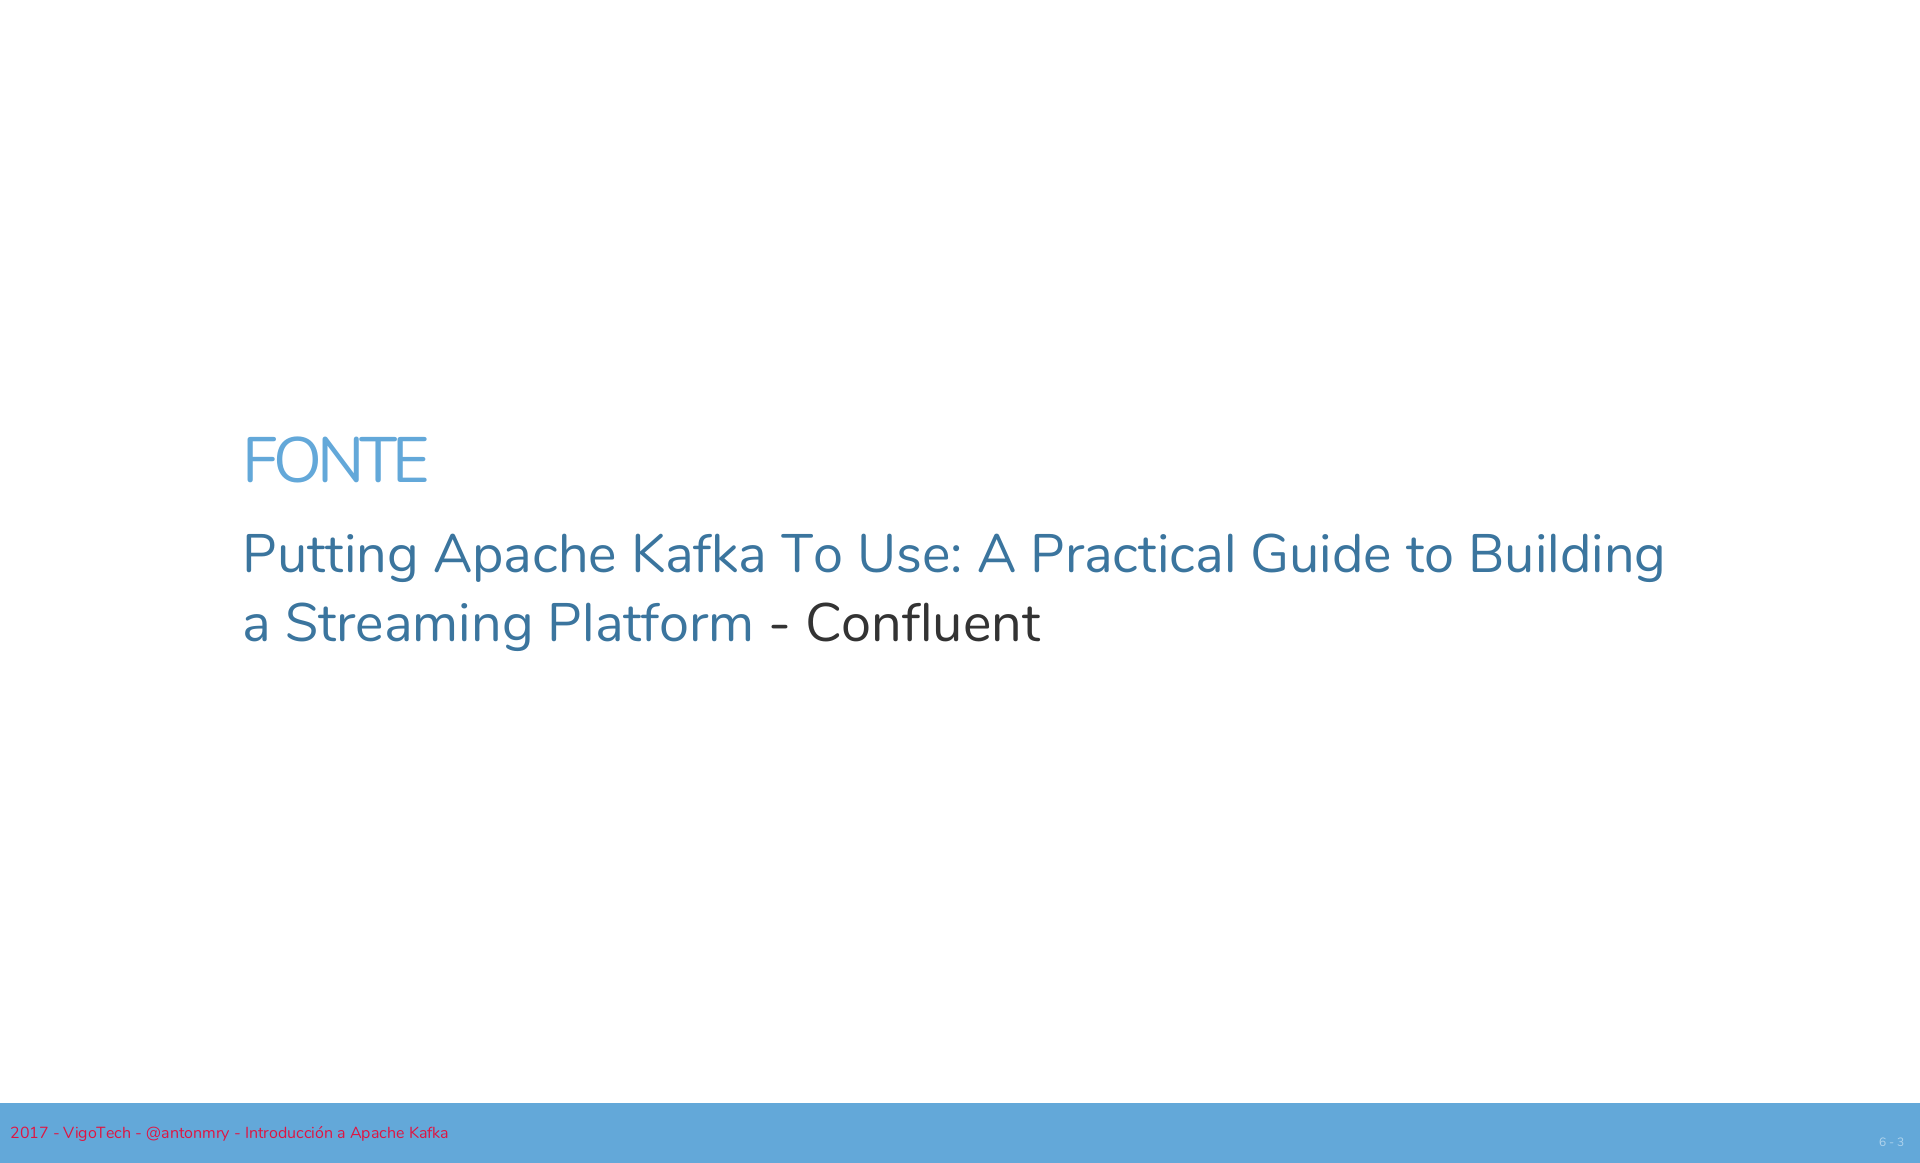 FONTE
Putting Apache Kafka To Use: A Practical Guide to Building
a Streaming Platform - Confluent
2017 - VigoTech - @antonmry - Introducción a Apache Kafka
6 - 3